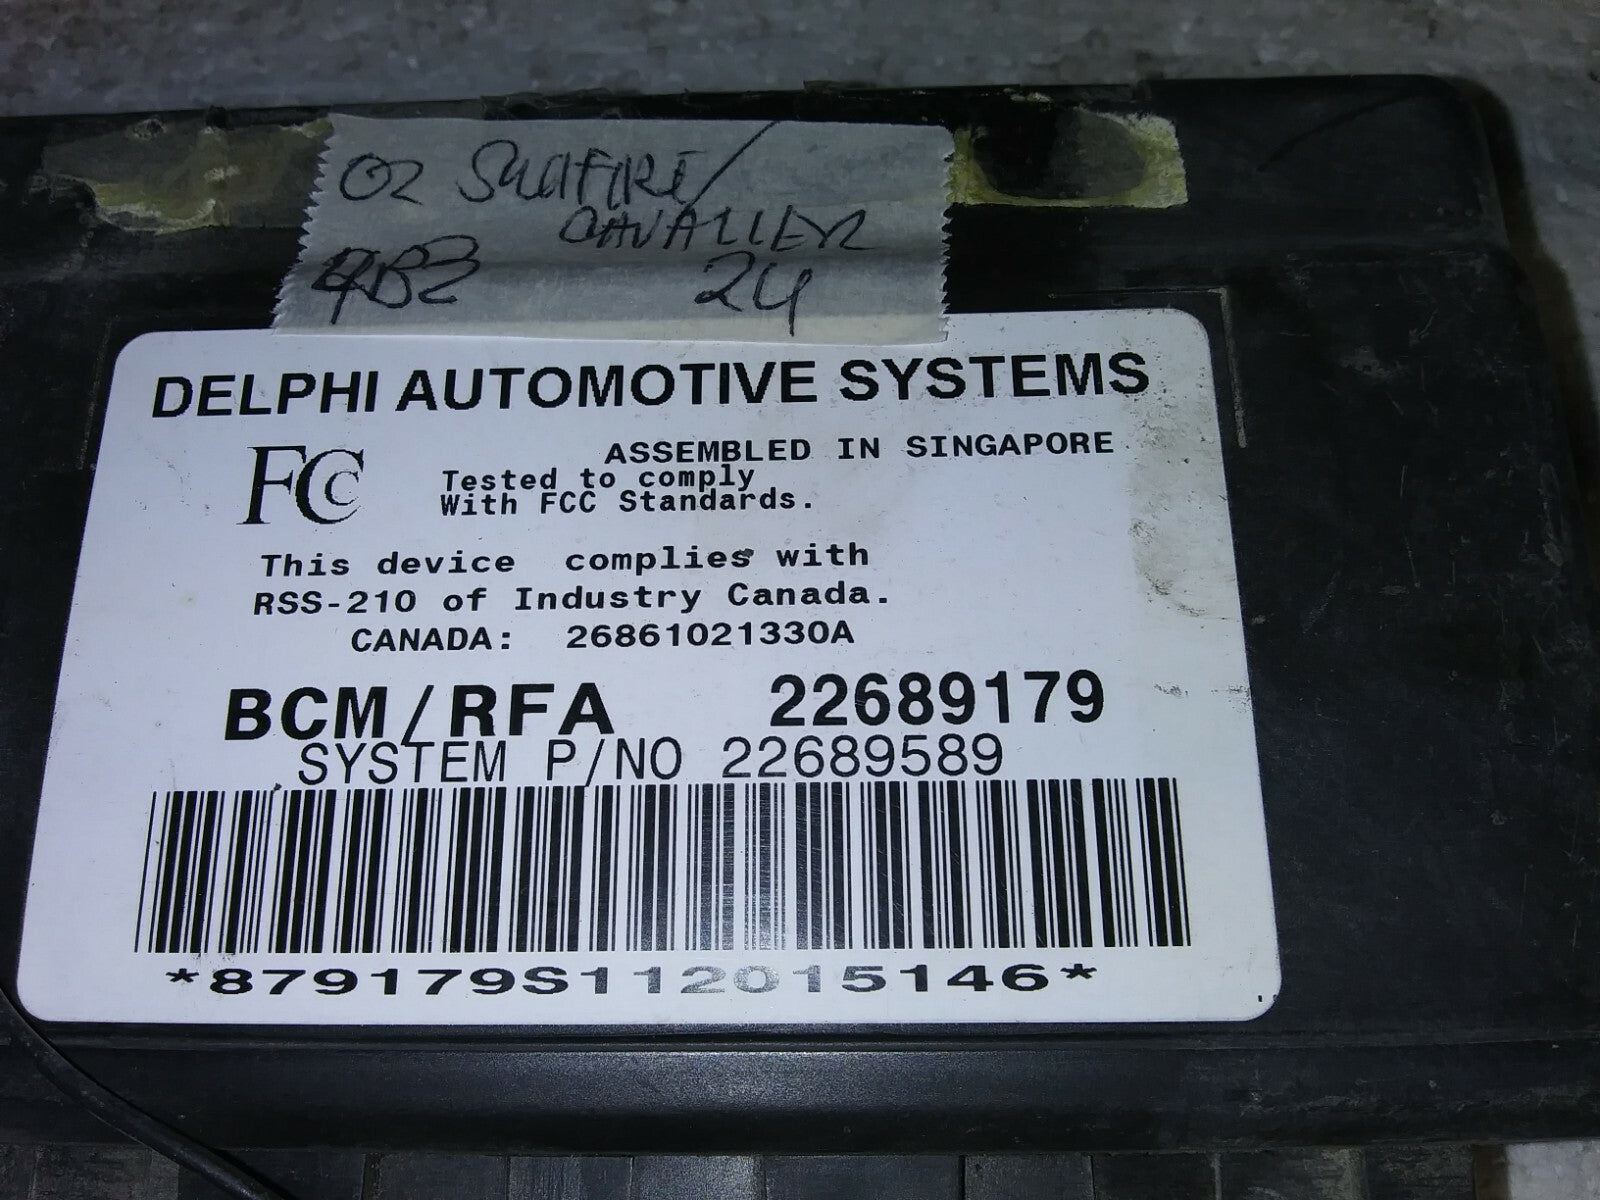 02 SUNFIRE/
CAVALIER
24
DELPHI AUTOMOTIVE SYSTEMS
FCC
ASSEMBLED IN SINGAPORE
Tested to comply
With FCC Standards.
This device complies with
RSS-210 of Industry Canada.
CANADA: 26861021330A
BCM/RFA 22689179
SYSTEM P/NO 22689589
*879179S112015146*